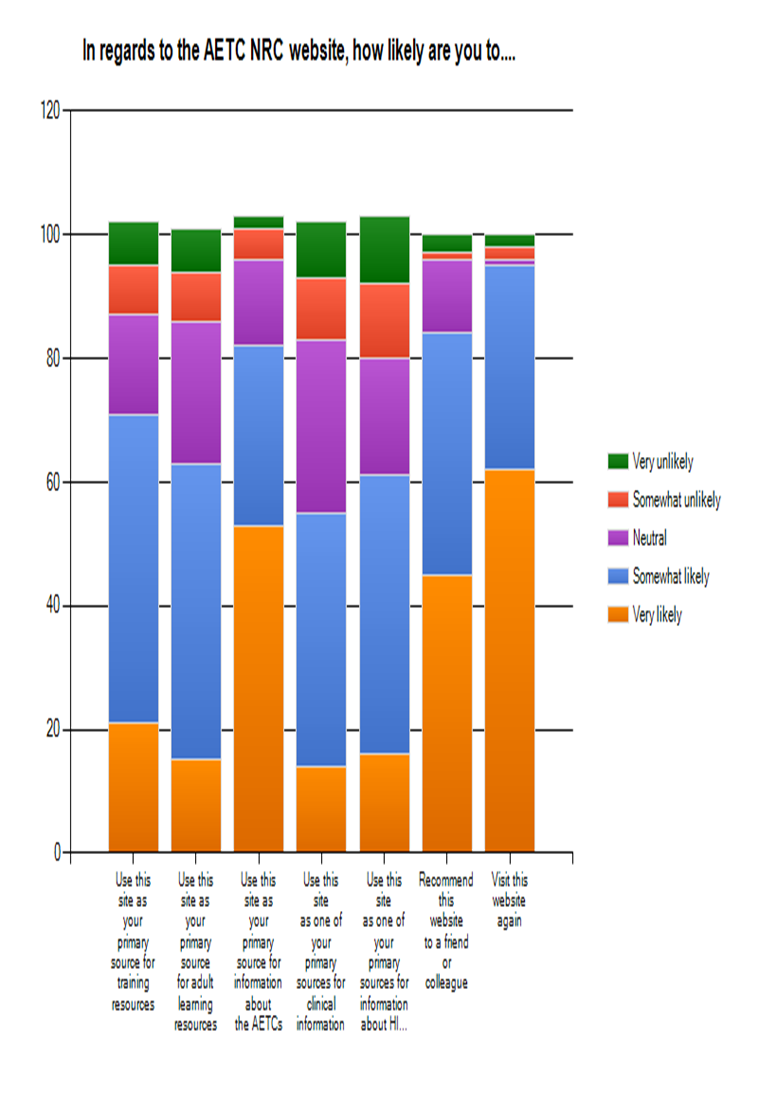 In regards to the AETC NRC website, how likely are you to....
120
100
80
60
40
20
0
Very unlikely
Somewhat unlikely
Neutral
Somewhat likely
Very likely
Use this
site as
your
primary
source for
training
resources
Use this
site as
your
primary
source
for adult
learning
resources
Use this
site as
your
primary
source for
information
about
the AETCs
Use this
site
as one of
your
primary
sources for
clinical
information
Use this
site
as one of
your
primary
sources for
information
about HI...
Recommend
this
website
to a friend
or
colleague
Visit this
website
again